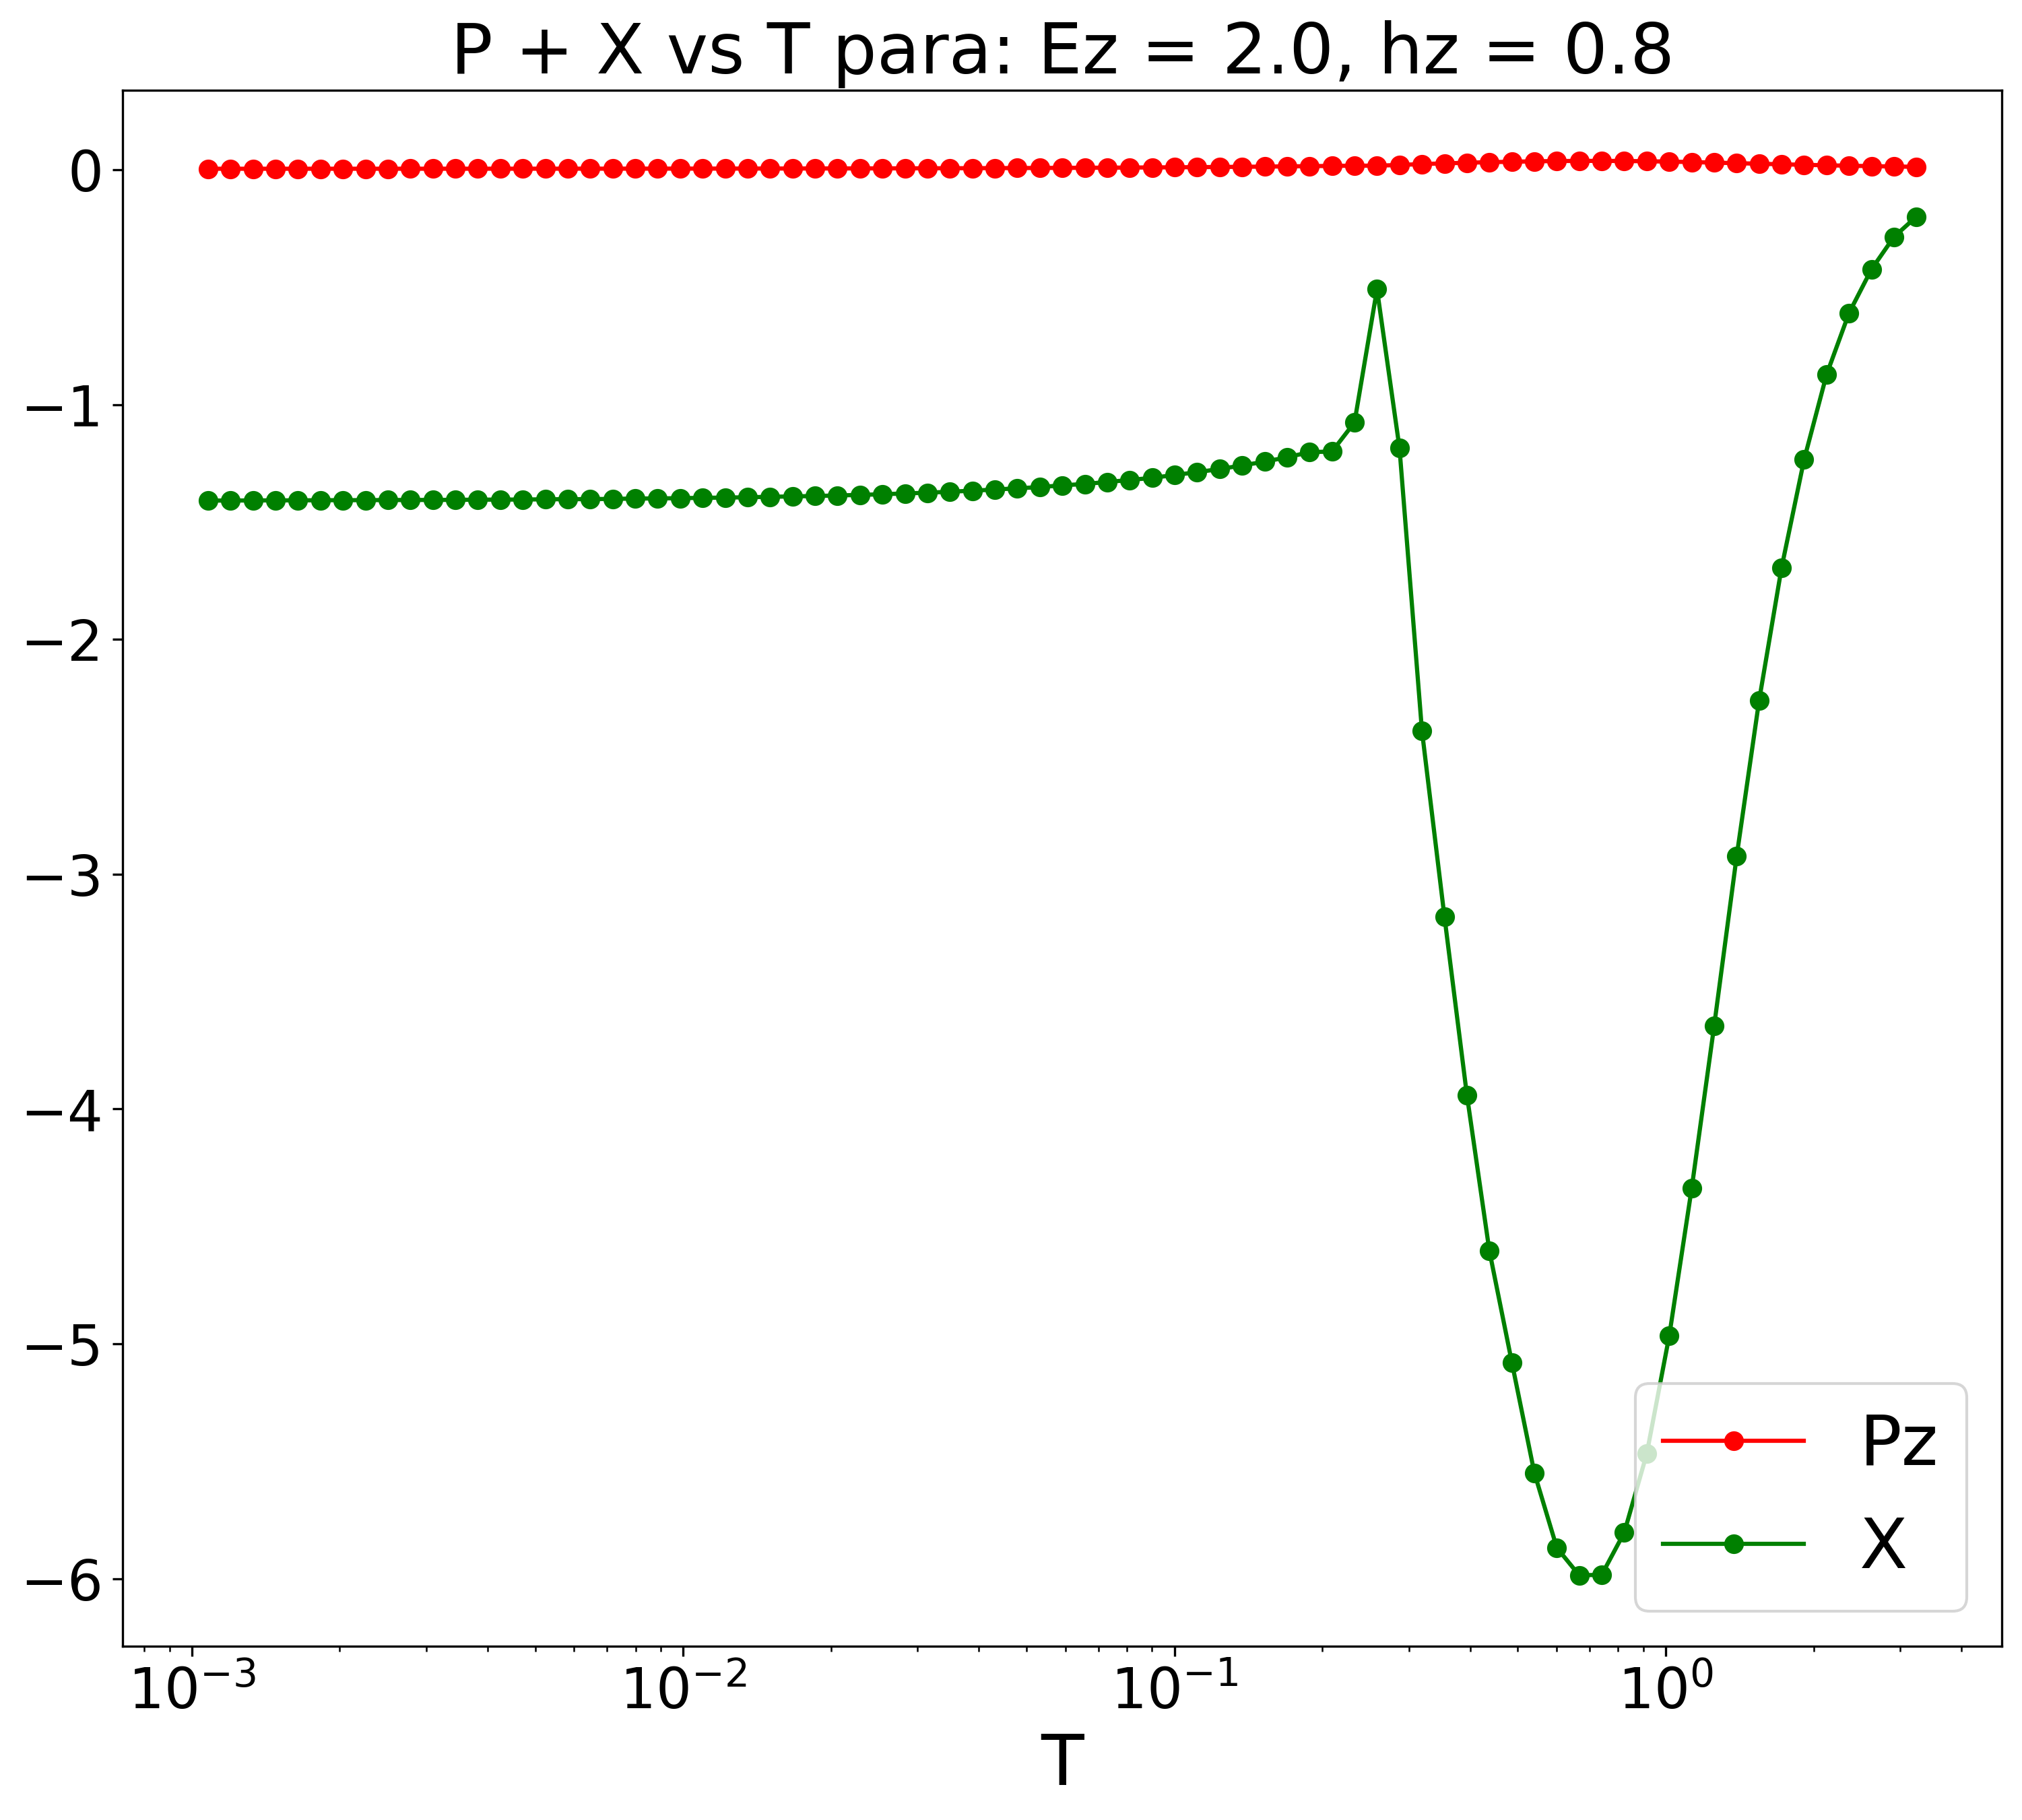 P + X vs T para: Ez = 2.0, hz = 0.8
0
−1
−2
−3
−4
−5
−6
Pz
X
10⁻³ 10⁻² 10⁻¹ 10⁰
T